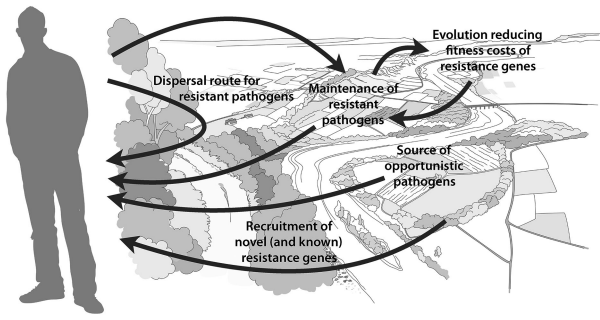 Evolution reducing
fitness costs of
resistance genes
Dispersal route for
resistant pathogens
Maintenance of
resistant
pathogens
Source of
opportunistic
pathogens
Recruitment of
novel (and known)
resistance genes